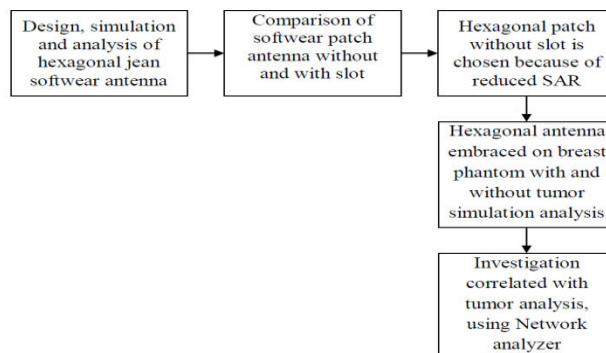 Design, simulation
and analysis of
hexagonal jean
softwear antenna
Comparison of
softwear patch
antenna without
and with slot
Hexagonal patch
without slot is
chosen because of
reduced SAR
Hexagonal antenna
embraced on breast
phantom with and
without tumor
simulation analysis
Investigation
correlated with
tumor analysis,
using Network
analyzer